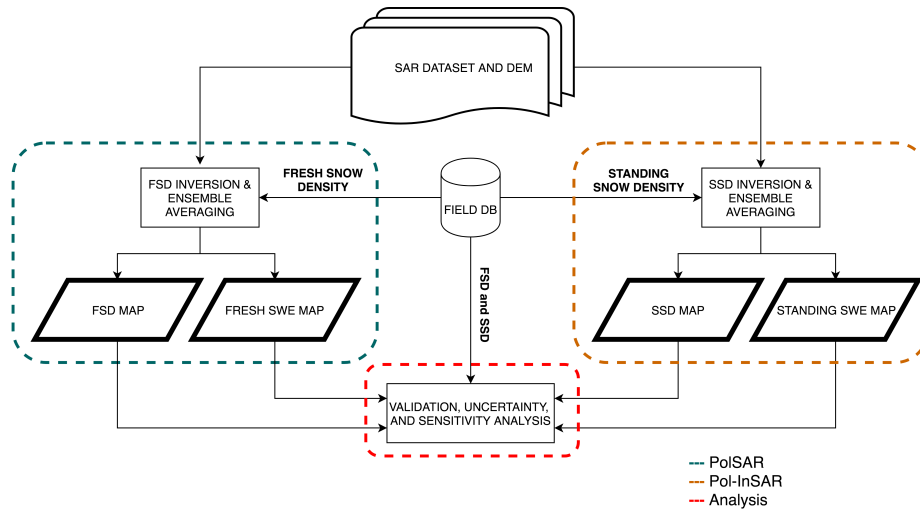 SAR DATASET AND DEM
FRESH SNOW
DENSITY
STANDING
SNOW DENSITY
FSD INVERSION &
ENSEMBLE
AVERAGING
FIELD DB
SSD INVERSION &
ENSEMBLE
AVERAGING
FSD and SSD
FSD MAP
FRESH SWE MAP
SSD MAP
STANDING SWE MAP
VALIDATION, UNCERTAINTY,
AND SENSITIVITY ANALYSIS
PolSAR
Pol-InSAR
Analysis